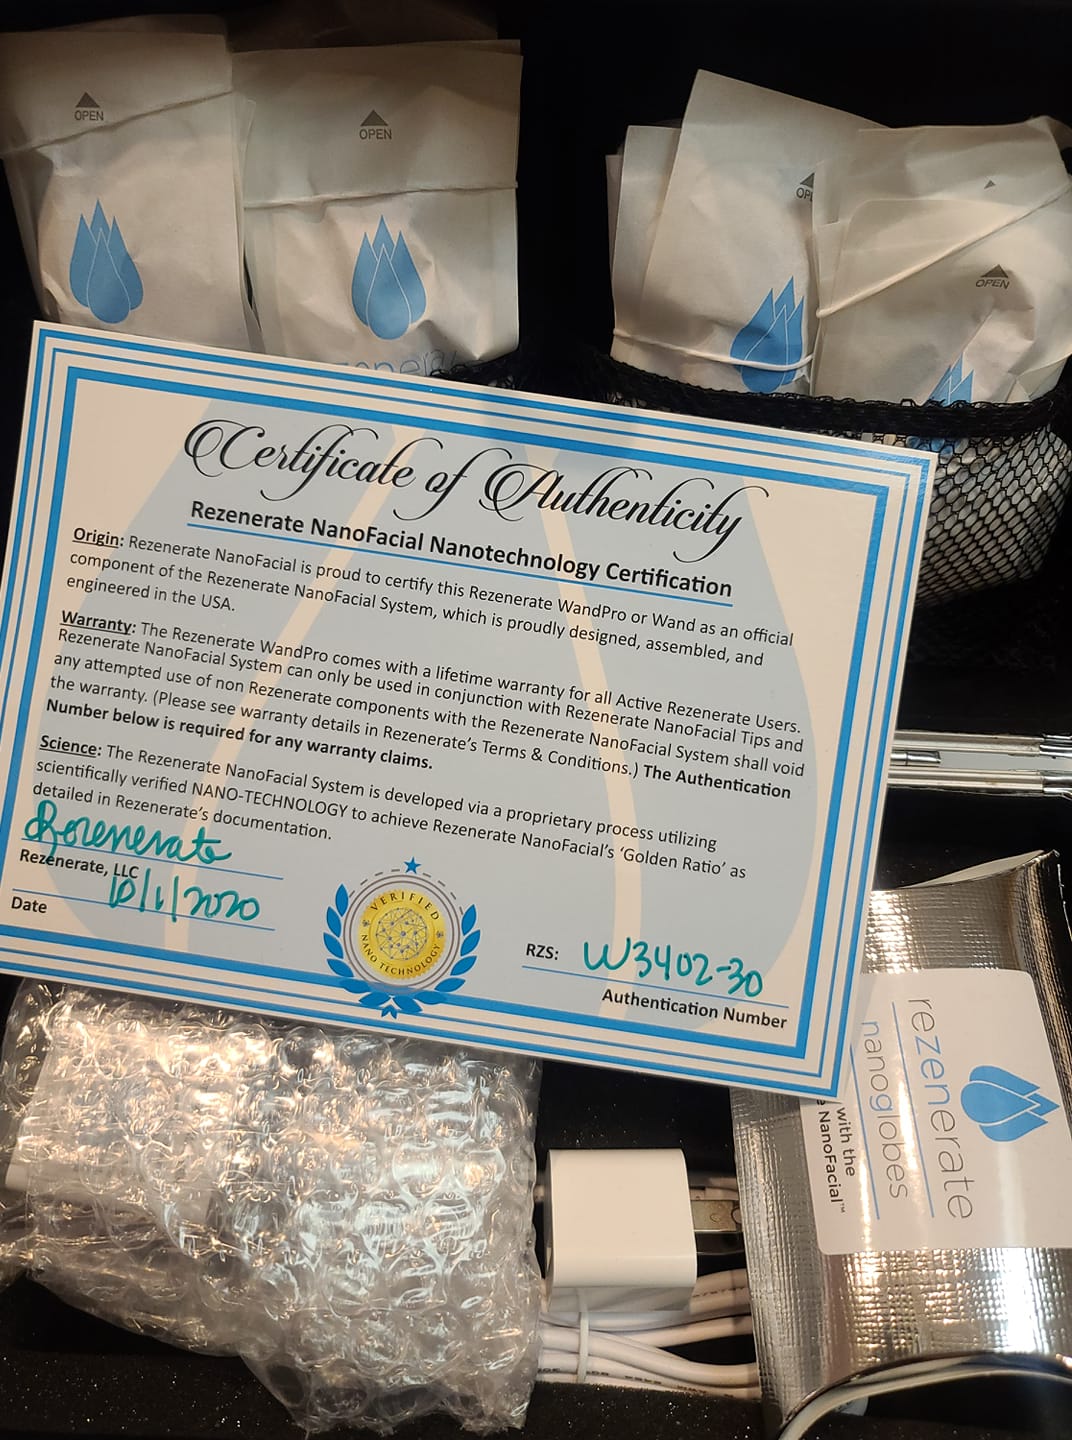 OPEN
OPEN
OPEN
Certificate of Authenticity
Rezenerate NanoFacial Nanotechnology Certification
Origin: Rezenerate NanoFacial is proud to certify this Rezenerate WandPro or Wand as an official
component of the Rezenerate NanoFacial System, which is proudly designed, assembled, and
engineered in the USA.
Warranty: The Rezenerate WandPro comes with a lifetime warranty for all Active Rezenerate Users.
Rezenerate NanoFacial System can only be used in conjunction with Rezenerate NanoFacial Tips and
any attempted use of non Rezenerate components with the Rezenerate NanoFacial System shall void
the warranty. (Please see warranty details in Rezenerate's Terms & Conditions.) The Authentication
Number below is required for any warranty claims.
Science: The Rezenerate NanoFacial System is developed via a proprietary process utilizing
scientifically verified NANO-TECHNOLOGY to achieve Rezenerate NanoFacial's 'Golden Ratio' as
detailed in Rezenerate's documentation.
Rezenerate
Rezenerate, LLC
10/1/2020
Date
VERIFIED
NANO TECHNOLOGY
RZS: W3402-30
Authentication Number
rezenerate
nanoglobes
with the
NanoFacial™